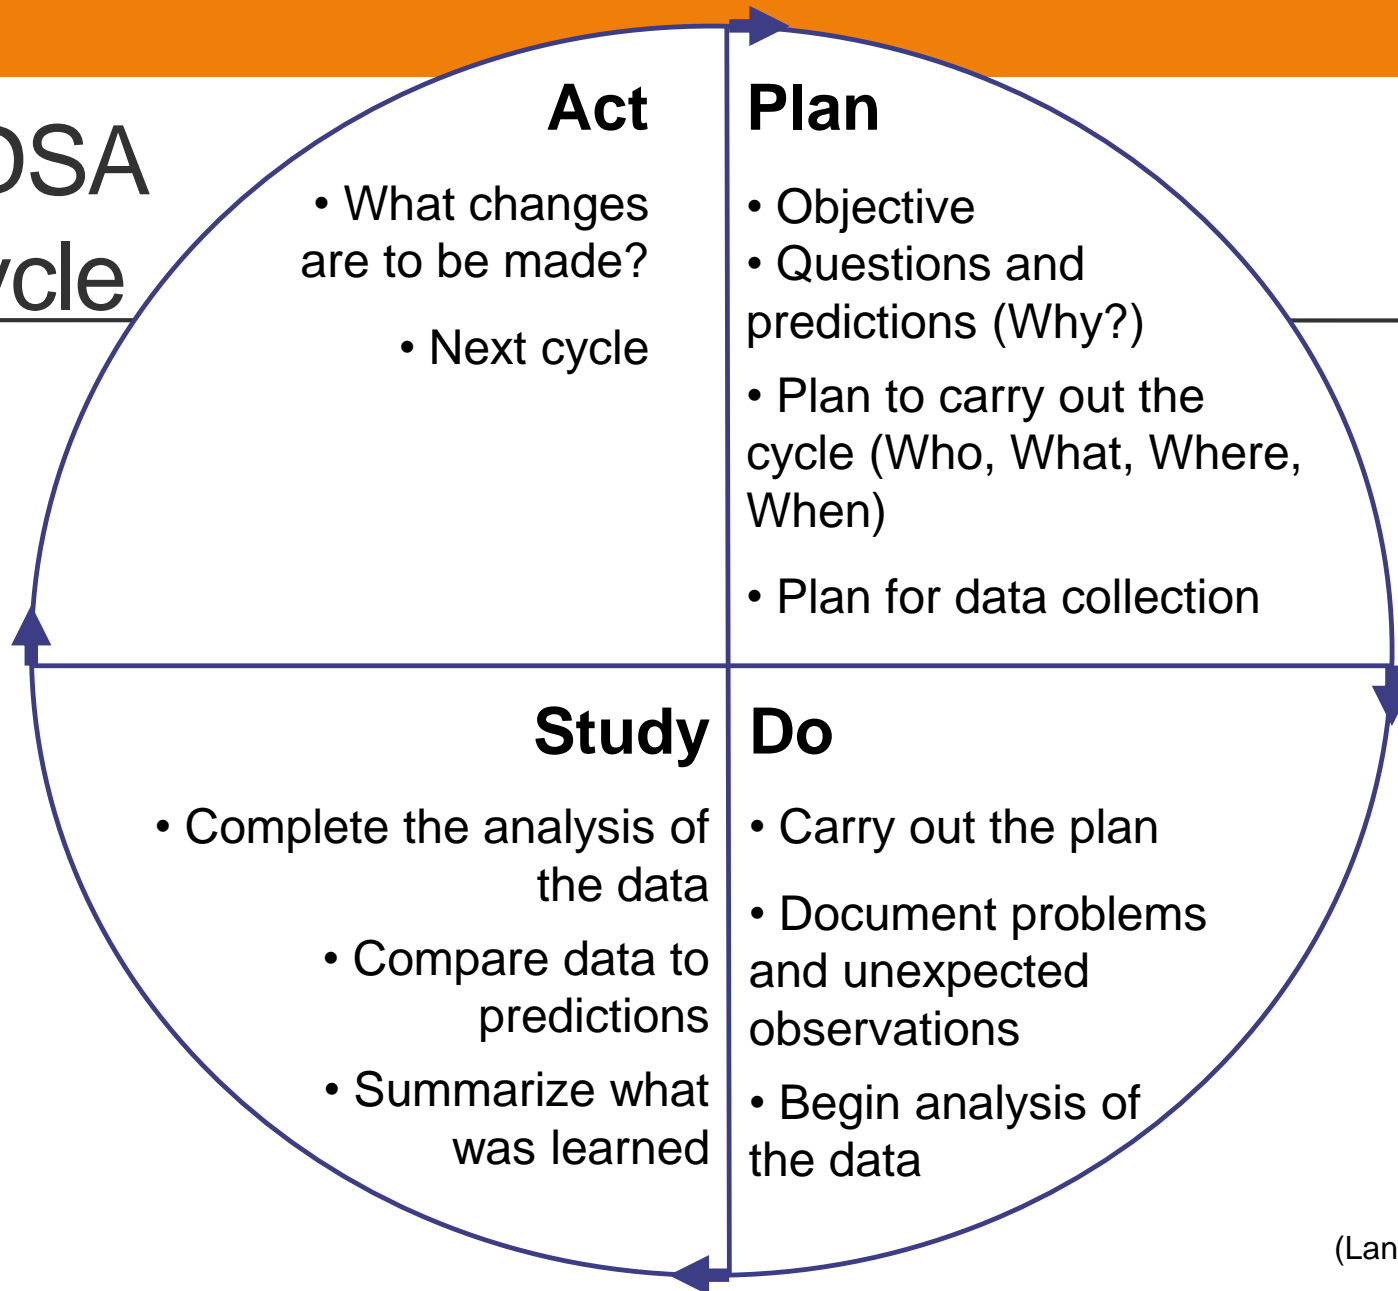 DSA
ycle
Act
• What changes
are to be made?
• Next cycle
Plan
• Objective
• Questions and
predictions (Why?)
• Plan to carry out the
cycle (Who, What, Where,
When)
• Plan for data collection
Study
• Complete the analysis of
the data
• Compare data to
predictions
• Summarize what
was learned
Do
• Carry out the plan
• Document problems
and unexpected
observations
• Begin analysis of
the data
(Lan